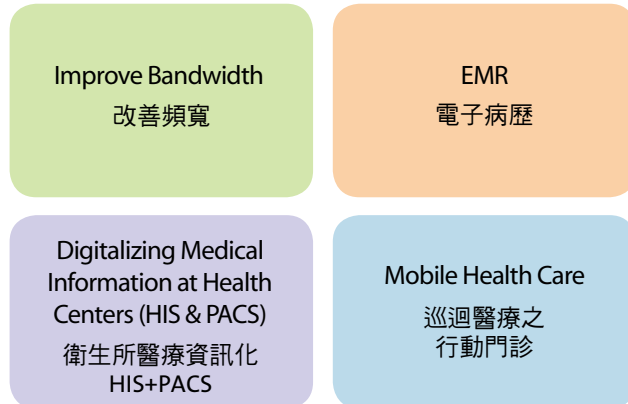 Improve Bandwidth
改善頻寬
EMR
電子病歷
Digitalizing Medical
Information at Health
Centers (HIS & PACS)
衛生所醫療資訊化
HIS+PACS
Mobile Health Care
巡迴醫療之
行動門診